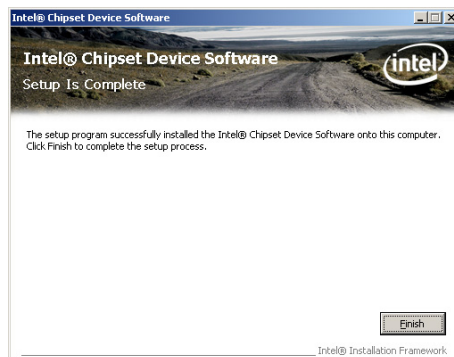 Intel® Chipset Device Software
Intel® Chipset Device Software
Setup Is Complete
intel
The setup program successfully installed the Intel® Chipset Device Software onto this computer.
Click Finish to complete the setup process.
Finish
Intel® Installation Framework